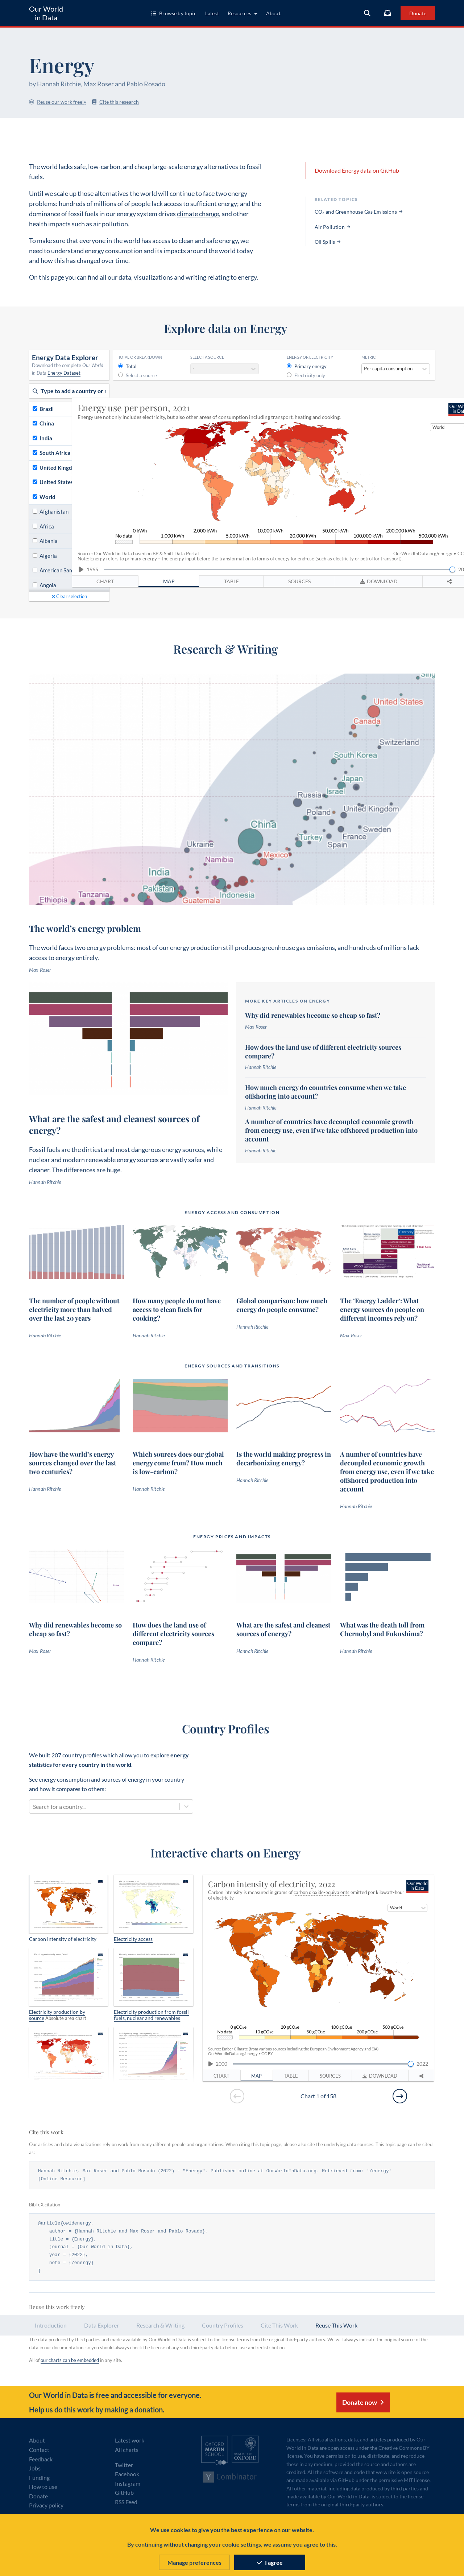 Our World
in Data
Browse by topic
Latest
Resources
About
Donate
Energy
by Hannah Ritchie, Max Roser and Pablo Rosado
Reuse our work freely
Cite this research
The world lacks safe, low-carbon, and cheap large-scale energy alternatives to fossil
fuels.
Until we scale up those alternatives the world will continue to face two energy
problems: hundreds of millions of people lack access to sufficient energy; and the
dominance of fossil fuels in our energy system drives climate change, and other
health impacts such as air pollution.
To make sure everyone in the world has access to clean and safe energy, we
need to understand energy consumption and its impacts around the world today
and how this has changed over time.
On this page you can find all our data, visualizations and writing relating to energy.
Download Energy data on GitHub
RELATED TOPICS
CO₂ and Greenhouse Gas Emissions
Air Pollution
Oil Spills
Explore data on Energy
Energy Data Explorer
Download the complete Our World
in Data Energy Dataset.
TOTAL OR BREAKDOWN
Total
Select a source
SELECT A SOURCE
ENERGY OR ELECTRICITY
Primary energy
Electricity only
METRIC
Per capita consumption
Type to add a country or r
Brazil
China
India
South Africa
United Kingd
United States
World
Afghanistan
Africa
Albania
Algeria
American Sam
Angola
Clear selection
Energy use per person, 2021
Energy use not only includes electricity, but also other areas of consumption including transport, heating and cooking.
Our Wo
in Da
World
No data
0 kWh
1,000 kWh
2,000 kWh
5,000 kWh
10,000 kWh
20,000 kWh
50,000 kWh
100,000 kWh
200,000 kWh
500,000 kWh
Source: Our World in Data based on BP & Shift Data Portal
OurWorldInData.org/energy • CC
Note: Energy refers to primary energy – the energy input before the transformation to forms of energy for end-use (such as electricity or petrol for transport).
1965
20
CHART
MAP
TABLE
SOURCES
DOWNLOAD
Research & Writing
Sing
United States
Canada
Switzerland
South Korea
Japan
Israel
Russia
United Kingdom
Poland
China
Sweden
France
Turkey
Spain
Ukraine
Mexico
Namibia
India
Pakistan
Indonesia
Tanzania
Ethiopia
Guatemala
The world's energy problem
The world faces two energy problems: most of our energy production still produces greenhouse gas emissions, and hundreds of millions lack
access to energy entirely.
Max Roser
What are the safest and cleanest sources of
energy?
Fossil fuels are the dirtiest and most dangerous energy sources, while
nuclear and modern renewable energy sources are vastly safer and
cleaner. The differences are huge.
Hannah Ritchie
MORE KEY ARTICLES ON ENERGY
Why did renewables become so cheap so fast?
Max Roser
How does the land use of different electricity sources
compare?
Hannah Ritchie
How much energy do countries consume when we take
offshoring into account?
Hannah Ritchie
A number of countries have decoupled economic growth
from energy use, even if we take offshored production into
account
Hannah Ritchie
ENERGY ACCESS AND CONSUMPTION
The number of people without
electricity more than halved
over the last 20 years
Hannah Ritchie
How many people do not have
access to clean fuels for
cooking?
Hannah Ritchie
Global comparison: how much
energy do people consume?
Hannah Ritchie
The 'Energy Ladder': What
energy sources do people on
different incomes rely on?
Max Roser
ENERGY SOURCES AND TRANSITIONS
How have the world's energy
sources changed over the last
two centuries?
Hannah Ritchie
Which sources does our global
energy come from? How much
is low-carbon?
Hannah Ritchie
Is the world making progress in
decarbonizing energy?
Hannah Ritchie
A number of countries have
decoupled economic growth
from energy use, even if we take
offshored production into
account
Hannah Ritchie
ENERGY PRICES AND IMPACTS
Why did renewables become so
cheap so fast?
Max Roser
How does the land use of
different electricity sources
compare?
Hannah Ritchie
What are the safest and cleanest
sources of energy?
Hannah Ritchie
What was the death toll from
Chernobyl and Fukushima?
Hannah Ritchie
Country Profiles
We built 207 country profiles which allow you to explore energy
statistics for every country in the world.
See energy consumption and sources of energy in your country
and how it compares to others:
Search for a country...
Interactive charts on Energy
Carbon intensity of electricity
Electricity access
Electricity production by
source Absolute area chart
Electricity production from fossil
fuels, nuclear and renewables
Carbon intensity of electricity, 2022
Carbon intensity is measured in grams of carbon dioxide-equivalents emitted per kilowatt-hour
of electricity.
Our World
in Data
World
No data
0 gCO₂e
10 gCO₂e
20 gCO₂e
50 gCO₂e
100 gCO₂e
200 gCO₂e
500 gCO₂e
Source: Ember Climate (from various sources including the European Environment Agency and EIA)
OurWorldInData.org/energy • CC BY
2000
2022
CHART
MAP
TABLE
SOURCES
DOWNLOAD
Chart 1 of 158
Cite this work
Our articles and data visualizations rely on work from many different people and organizations. When citing this topic page, please also cite the underlying data sources. This topic page can be cited
as:
Hannah Ritchie, Max Roser and Pablo Rosado (2022) - "Energy". Published online at OurWorldInData.org. Retrieved from: '/energy'
[Online Resource]
BibTeX citation
@article{owidenergy,
author = {Hannah Ritchie and Max Roser and Pablo Rosado},
title = {Energy},
journal = {Our World in Data},
year = {2022},
note = {/energy}
}
Reuse this work freely
Introduction
Data Explorer
Research & Writing
Country Profiles
Cite This Work
Reuse This Work
The data produced by third parties and made available by Our World in Data is subject to the license terms from the original third-party authors. We will always indicate the original source of the
data in our documentation, so you should always check the license of any such third-party data before use and redistribution.
All of our charts can be embedded in any site.
Our World in Data is free and accessible for everyone.
Help us do this work by making a donation.
Donate now
About
Contact
Feedback
Jobs
Funding
How to use
Donate
Privacy policy
Latest work
All charts
Twitter
Facebook
Instagram
GitHub
RSS Feed
OXFORD
MARTIN
SCHOOL
OXFORD
Y Combinator
Licenses: All visualizations, data, and articles produced by Our
World in Data are open access under the Creative Commons BY
license. You have permission to use, distribute, and reproduce
these in any medium, provided the source and authors are
credited. All the software and code that we write is open source
and made available via GitHub under the permissive MIT license.
All other material, including data produced by third parties and
made available by Our World in Data, is subject to the license
terms from the original third-party authors.
We use cookies to give you the best experience on our website.
By continuing without changing your cookie settings, we assume you agree to this.
Manage preferences
I agree